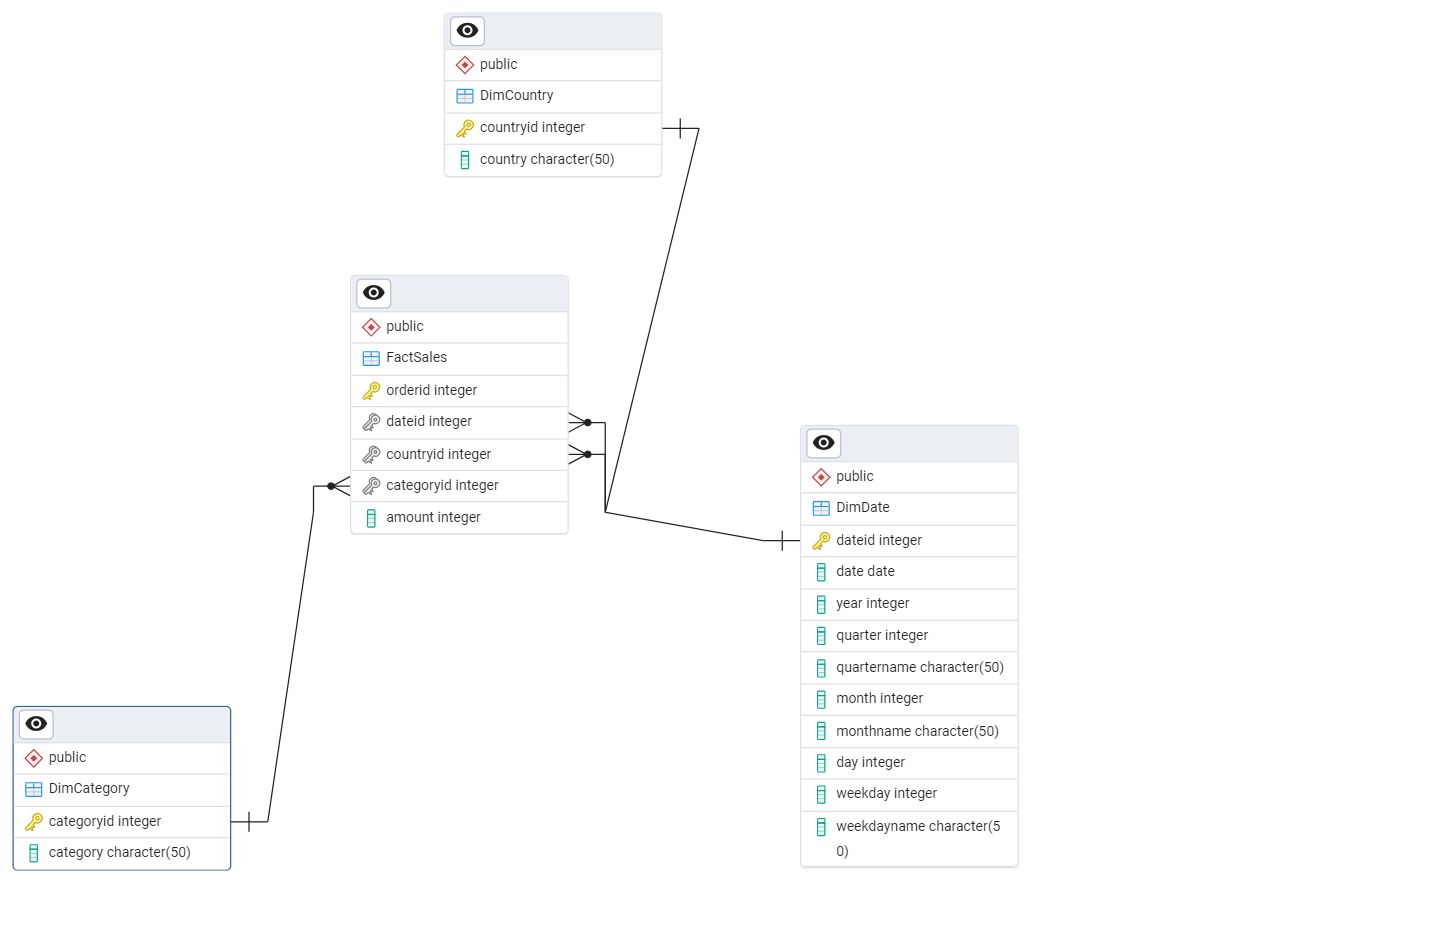 public
DimCountry
countryid integer
country character(50)
public
FactSales
orderid integer
dateid integer
countryid integer
categoryid integer
amount integer
public
DimDate
dateid integer
date date
year integer
quarter integer
quartername character(50)
month integer
monthname character(50)
day integer
weekday integer
weekdayname character(5
0)
public
DimCategory
categoryid integer
category character(50)